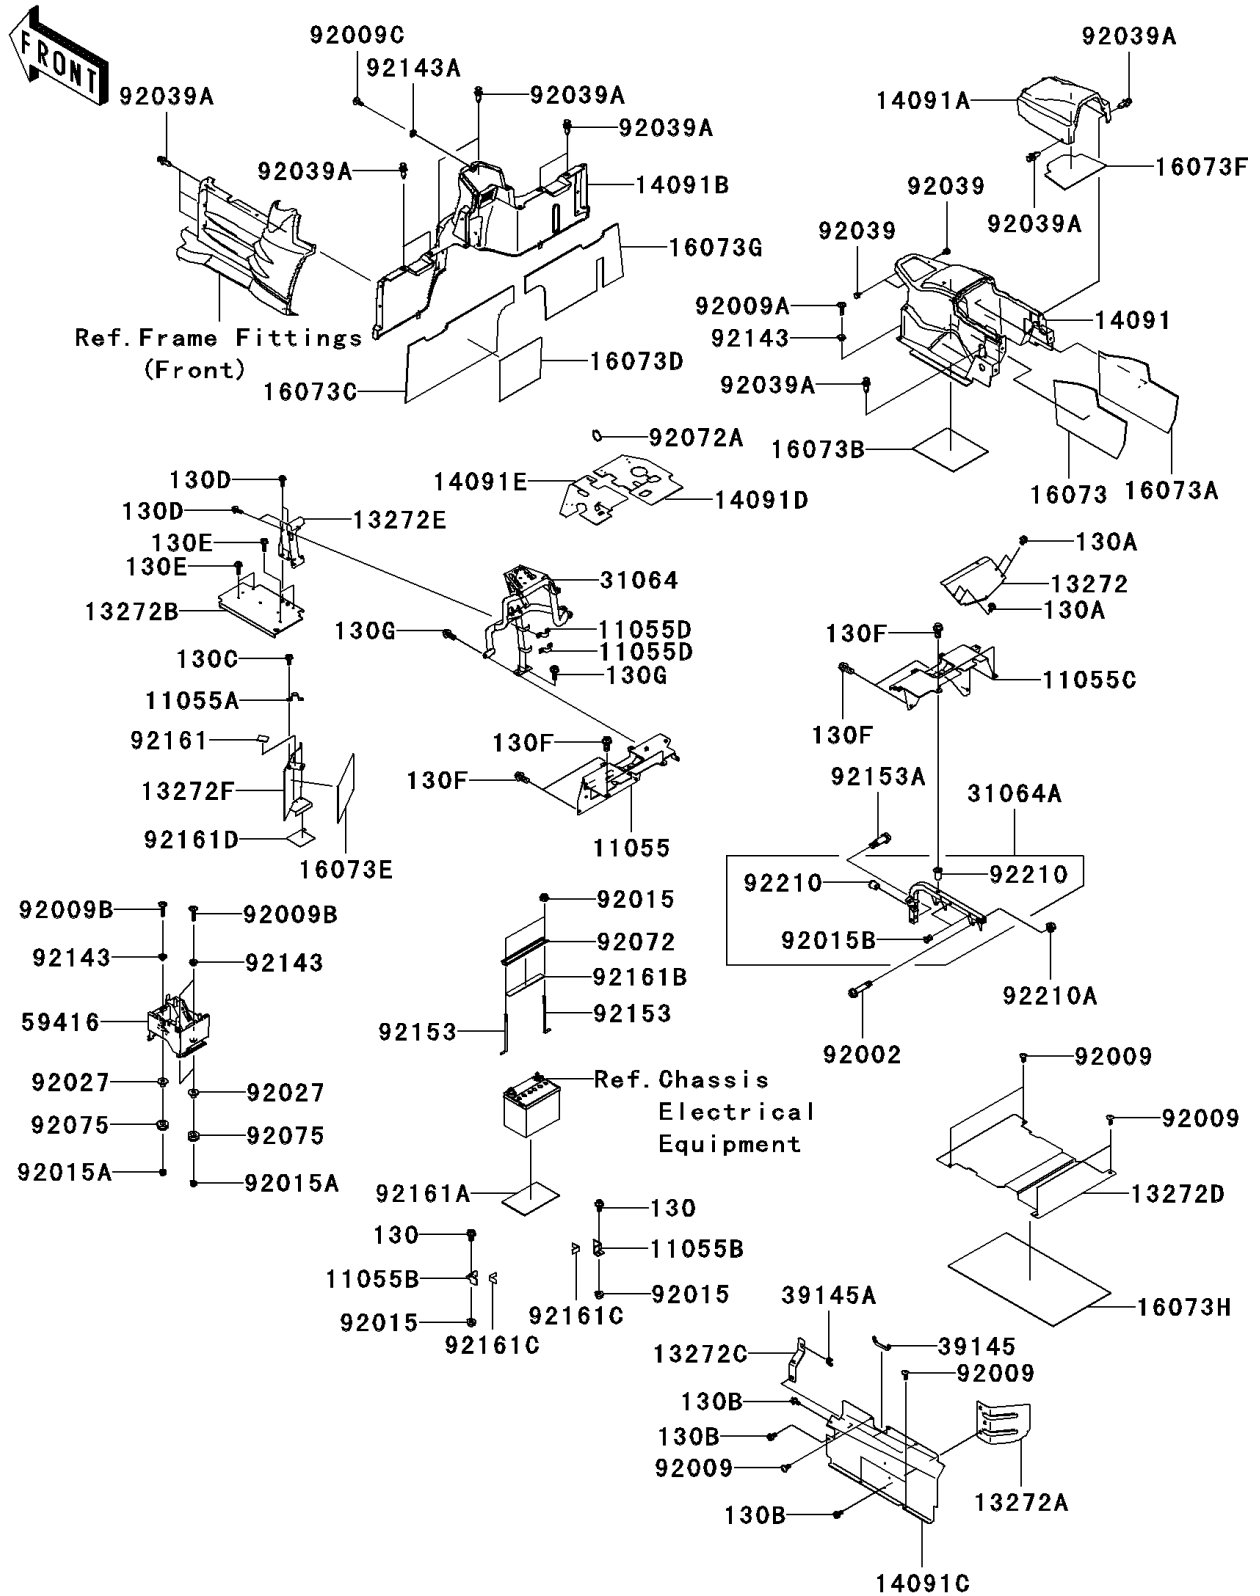 FRONT
92009C
92039A
92143A
92039A
92039A
14091A
92039A
92039A
92039A
14091B
16073F
92039
92039A
92039
16073G
92009A
14091
92143
Ref.Frame Fittings
(Front)
16073D
16073C
92039A
92072A
16073B
14091E
14091D
16073
16073A
130D
130D
13272E
130E
130A
130E
31064
13272
13272B
130A
130G
11055D
130F
11055D
130C
130G
11055C
11055A
130F
92161
130F
92153A
130F
13272F
31064A
92161D
11055
16073E
92210
92210
92009B
92009B
92015
92072
92015B
92143
92143
92161B
92210A
59416
92153
92153
92002
92009
92027
92027
Ref.Chassis
Electrical
Equipment
92075
92075
92009
92015A
92015A
92161A
13272D
130
130
11055B
11055B
92015
39145A
92161C
16073H
92015
92161C
39145
13272C
92009
130B
130B
92009
130B
13272A
14091C